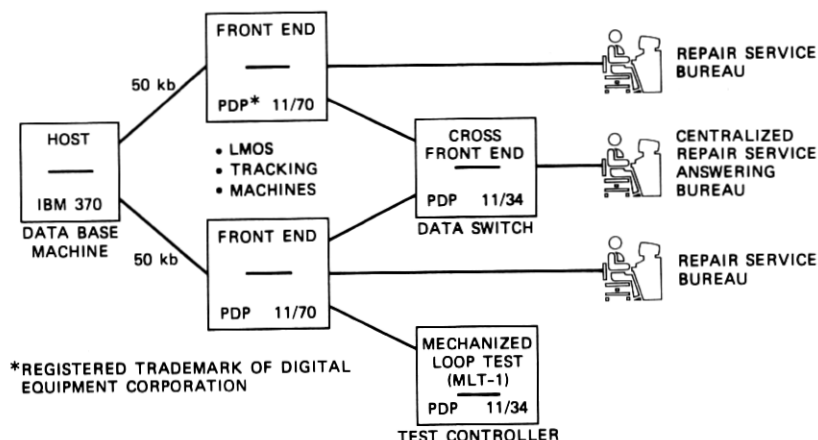 FRONT END
PDP* 11/70
50 kb
REPAIR SERVICE
BUREAU
HOST
IBM 370
DATA BASE
MACHINE
• LMOS
• TRACKING
• MACHINES
CROSS
FRONT END
PDP 11/34
DATA SWITCH
CENTRALIZED
REPAIR SERVICE
ANSWERING
BUREAU
50 kb
FRONT END
PDP 11/70
REPAIR SERVICE
BUREAU
MECHANIZED
LOOP TEST
(MLT-1)
PDP 11/34
TEST CONTROLLER
*REGISTERED TRADEMARK OF DIGITAL
EQUIPMENT CORPORATION